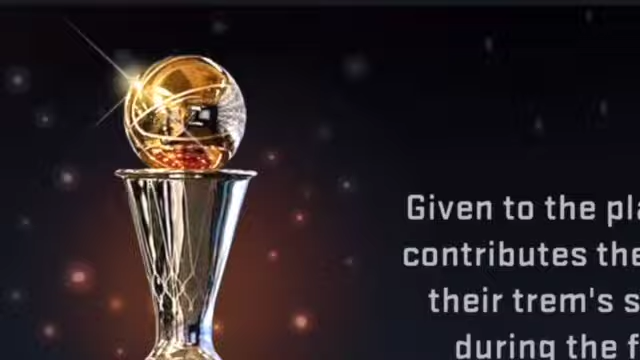 Given to the pla
contributes the
their trem's s
during the f